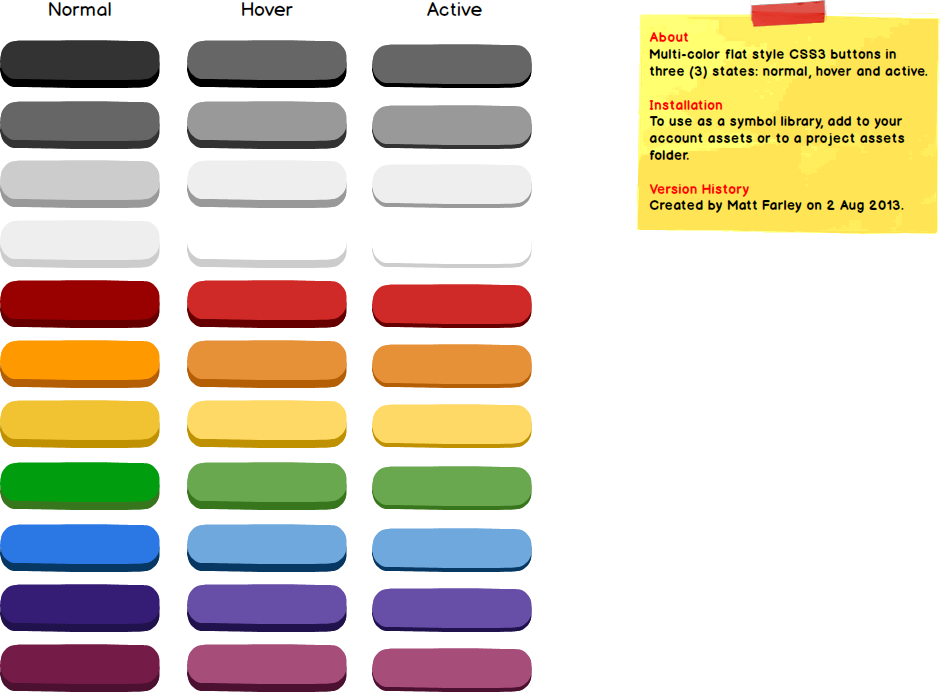 Normal
Hover
Active
About
Multi-color flat style CSS3 buttons in
three (3) states: normal, hover and active.
Installation
To use as a symbol library, add to your
account assets or to a project assets
folder.
Version History
Created by Matt Farley on 2 Aug 2013.